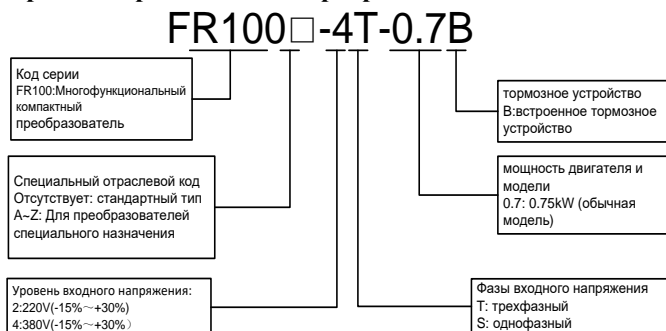 FR100□-4T-0.7B
Код серии
FR100:Многофункциональный
компактный
преобразователь
Специальный отраслевой код
Отсутствует: стандартный тип
A~Z: Для преобразователей
специального назначения
Уровень входного напряжения:
2:220V(-15%～+30%)
4:380V(-15%～+30%）
тормозное устройство
B:встроенное тормозное
устройство
мощность двигателя и
модели
0.7: 0.75kW (обычная
модель)
Фазы входного напряжения
T: трехфазный
S: однофазный